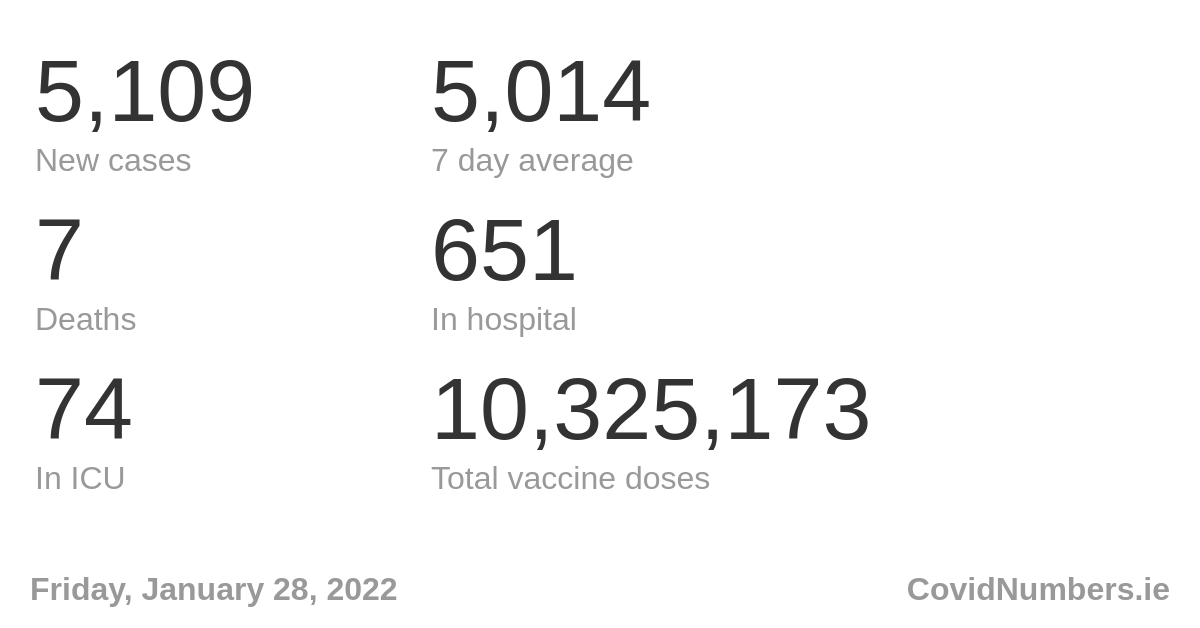 5,109 5,014
New cases 7 day average
7 651
Deaths In hospital
74 10,325,173
In ICU Total vaccine doses
Friday, January 28, 2022 CovidNumbers.ie